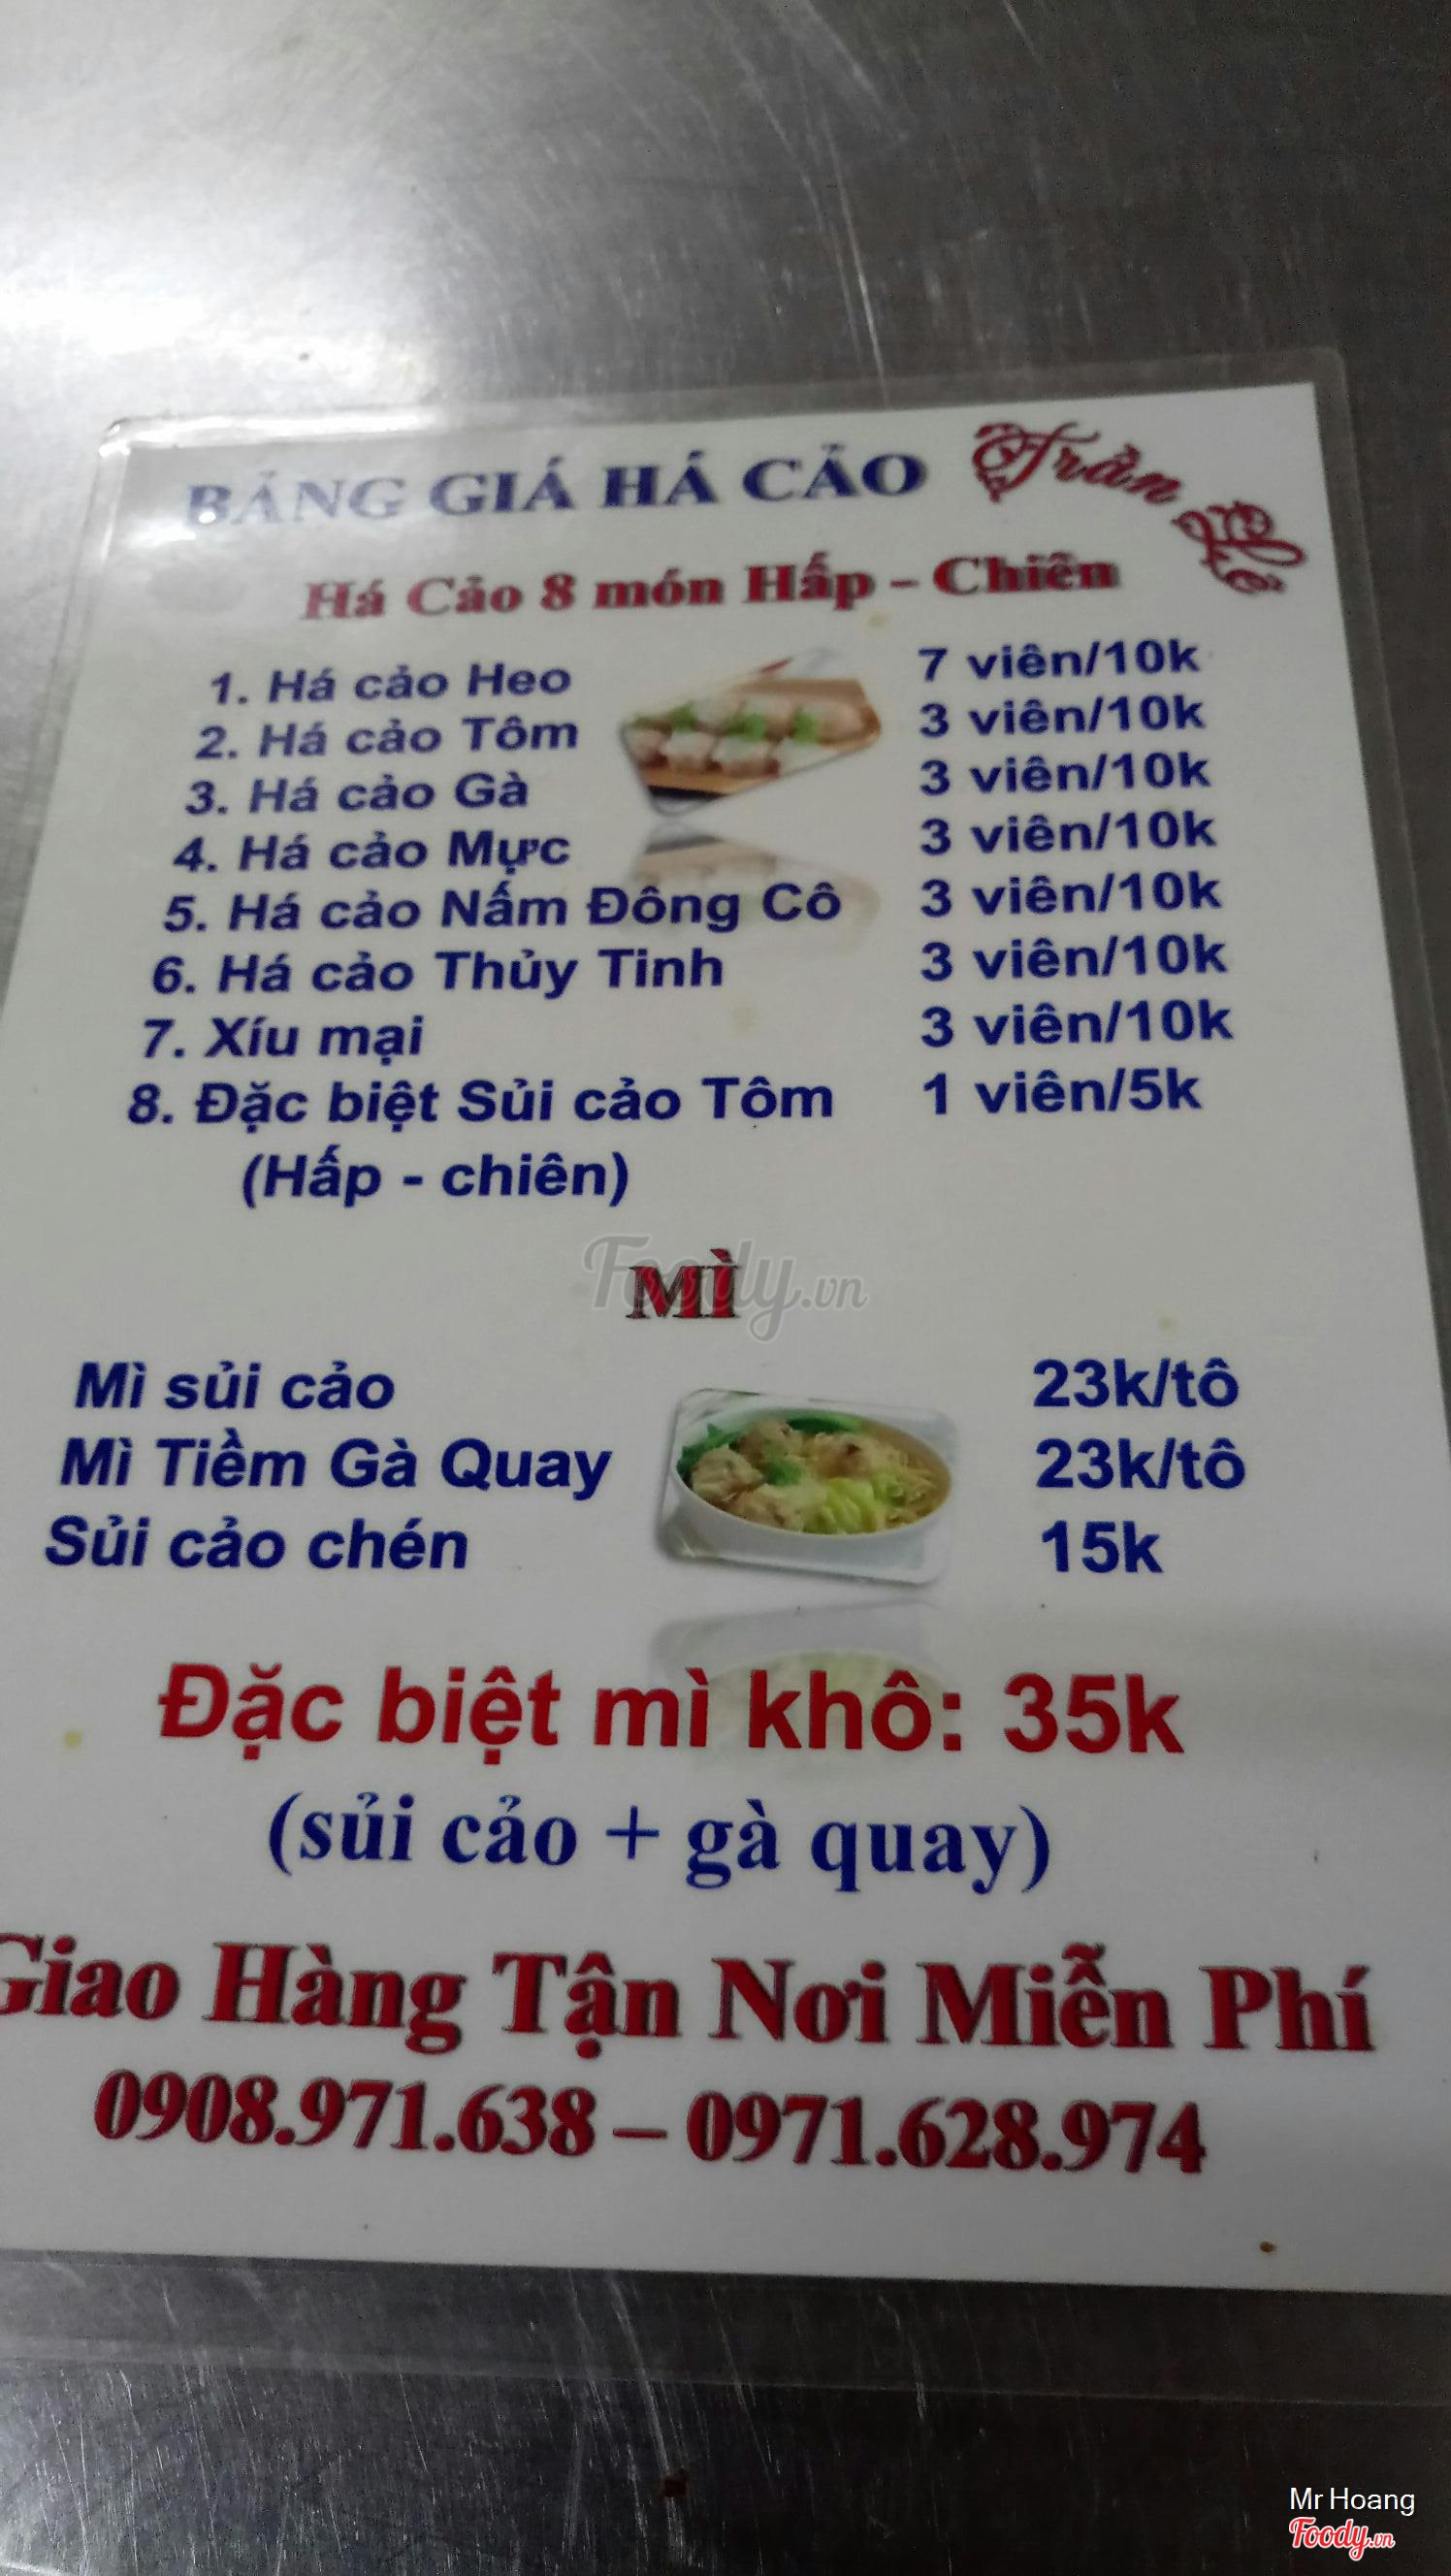 BẢNG GIÁ HÁ CẢO Trần
Há Cảo 8 món Hấp - Chiên
1. Há cảo Heo 7 viên/10k
2. Há cảo Tôm 3 viên/10k
3. Há cảo Gà 3 viên/10k
4. Há cảo Mực 3 viên/10k
5. Há cảo Nấm Đông Cô 3 viên/10k
6. Há cảo Thủy Tinh 3 viên/10k
7. Xíu mại 3 viên/10k
8. Đặc biệt Sủi cảo Tôm 1 viên/5k
(Hấp - chiên)
Foody.vn
MÌ
Mì sủi cảo 23k/tô
Mì Tiềm Gà Quay 23k/tô
Sủi cảo chén 15k
Đặc biệt mì khô: 35k
(sủi cảo + gà quay)
Giao Hàng Tận Nơi Miễn Phí
0908.971.638 – 0971.628.974
Mr Hoang
Foody.vn